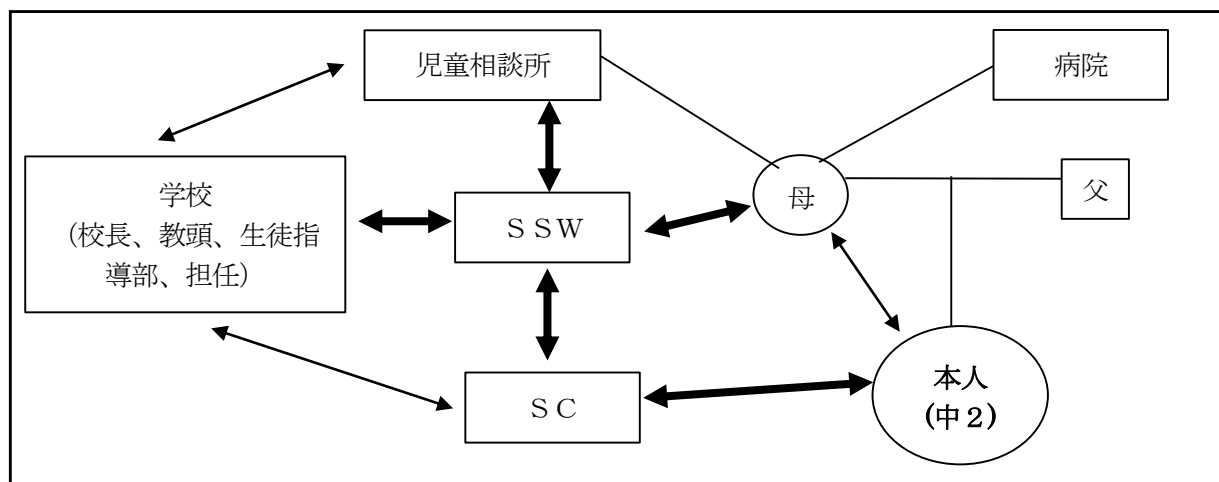 児童相談所
病院
学校
(校長、教頭、生徒指
導部、担任)
ＳＳＷ
母
父
ＳＣ
本人
(中２)